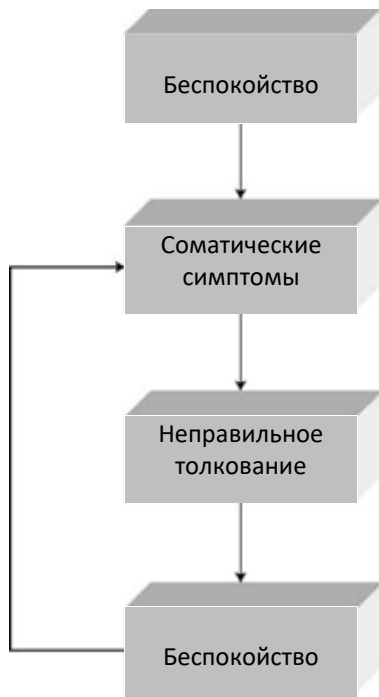 Беспокойство
Соматические
симптомы
Неправильное
толкование
Беспокойство